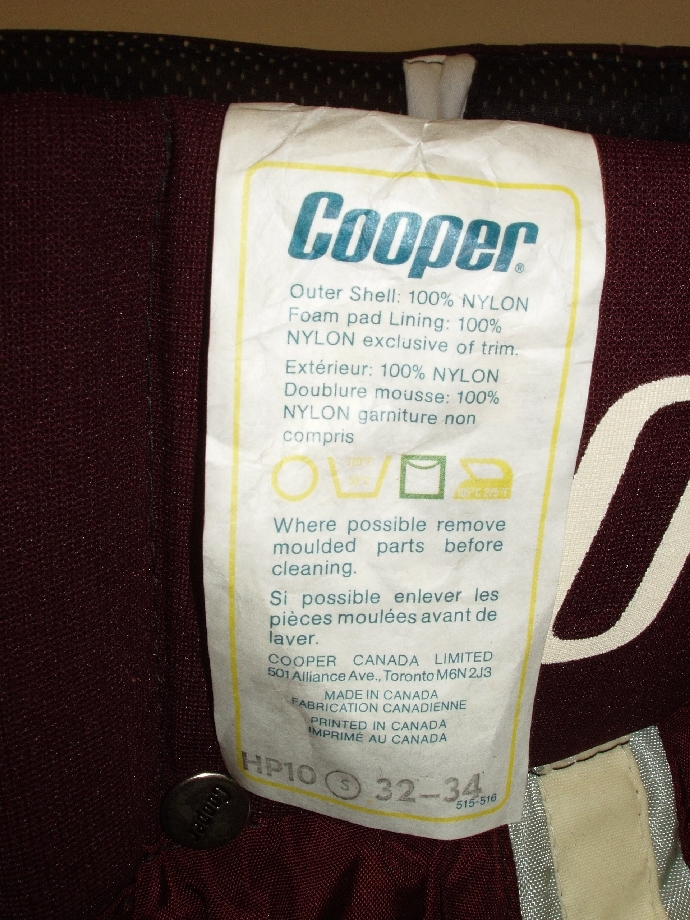 Cooper®
Outer Shell: 100% NYLON
Foam pad Lining: 100%
NYLON exclusive of trim.
Extérieur: 100% NYLON
Doublure mousse: 100%
NYLON garniture non
compris
Where possible remove
moulded parts before
cleaning.
Si possible enlever les
pièces moulées avant de
laver.
COOPER CANADA LIMITED
501 Alliance Ave., Toronto M6N 2J3
MADE IN CANADA
FABRICATION CANADIENNE
PRINTED IN CANADA
IMPRIMÉ AU CANADA
HP10 S 32-34
515-516
Cooper